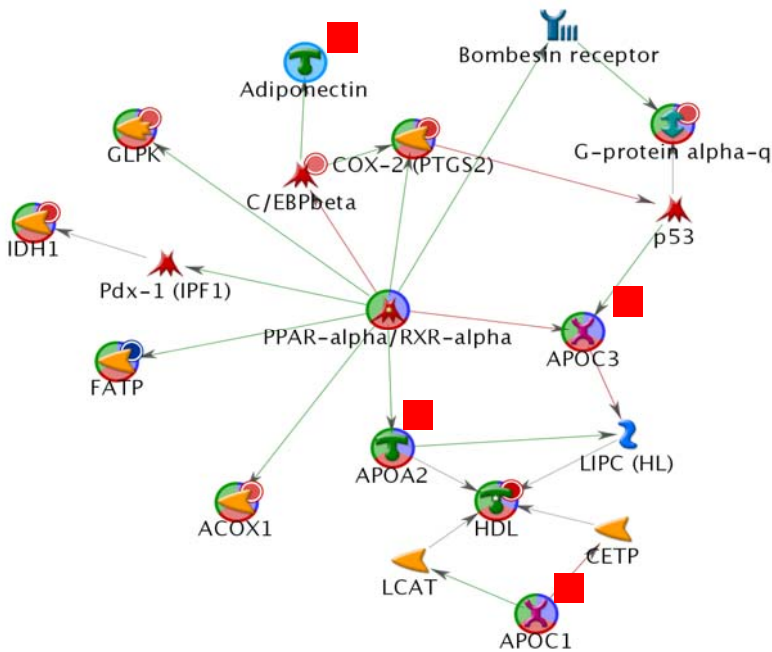 Bombesin receptor
Adiponectin
GLPK
COX-2 (PTGS2)
G-protein alpha-q
C/EBPbeta
IDH1
p53
Pdx-1 (IPF1)
PPAR-alpha/RXR-alpha
APOC3
FATP
APOA2
LIPC (HL)
ACOX1
HDL
CETP
LCAT
APOC1